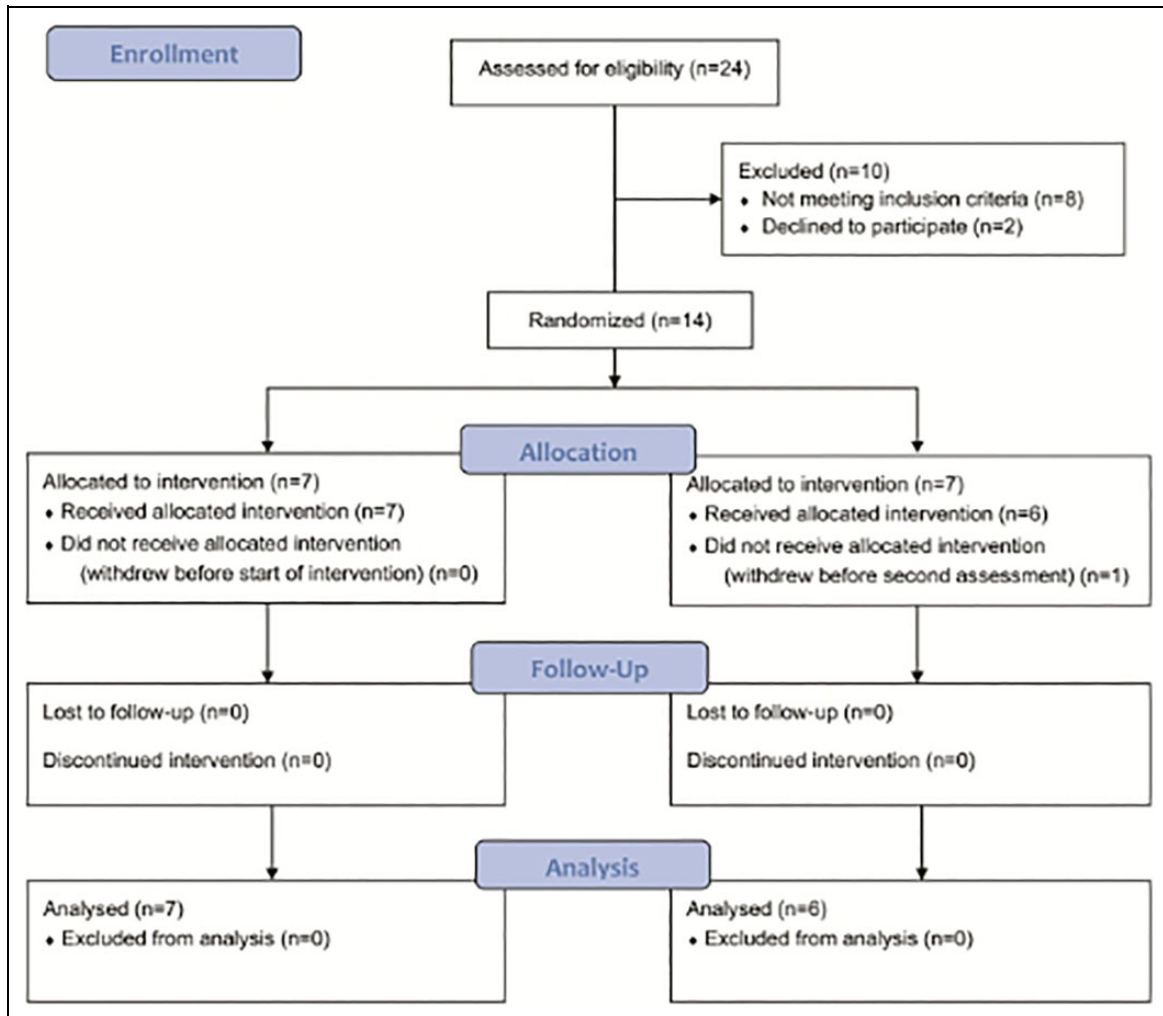 Enrollment
Assessed for eligibility (n=24)
Excluded (n=10)
• Not meeting inclusion criteria (n=8)
• Declined to participate (n=2)
Randomized (n=14)
Allocation
Allocated to intervention (n=7)
• Received allocated intervention (n=7)
• Did not receive allocated intervention
(withdrew before start of intervention) (n=0)
Allocated to intervention (n=7)
• Received allocated intervention (n=6)
• Did not receive allocated intervention
(withdrew before second assessment) (n=1)
Follow-Up
Lost to follow-up (n=0)
Discontinued intervention (n=0)
Lost to follow-up (n=0)
Discontinued intervention (n=0)
Analysis
Analysed (n=7)
• Excluded from analysis (n=0)
Analysed (n=6)
• Excluded from analysis (n=0)